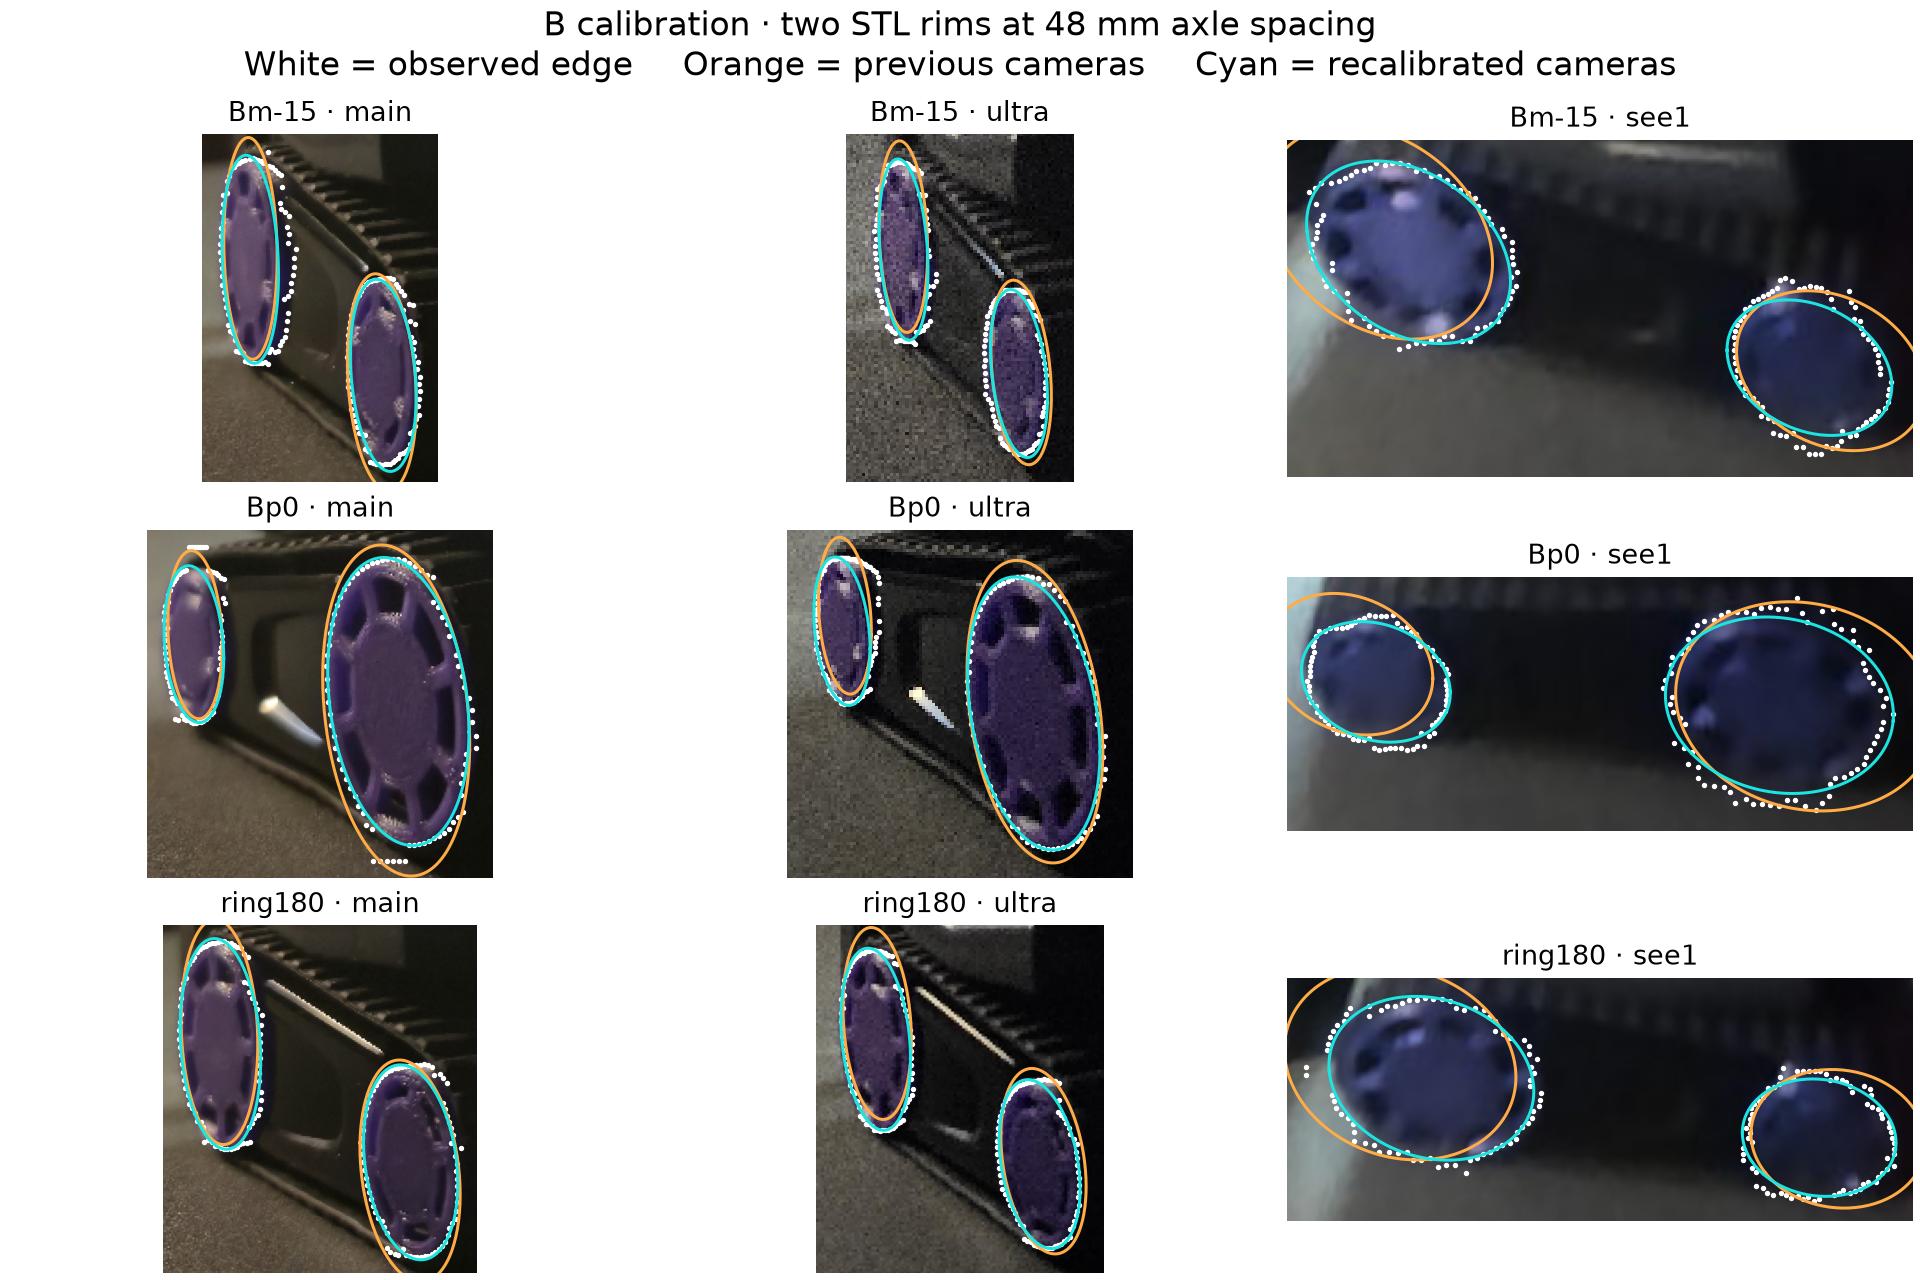 B calibration · two STL rims at 48 mm axle spacing
White = observed edge     Orange = previous cameras     Cyan = recalibrated cameras
Bm-15 · main
Bm-15 · ultra
Bm-15 · see1
Bp0 · main
Bp0 · ultra
Bp0 · see1
ring180 · main
ring180 · ultra
ring180 · see1